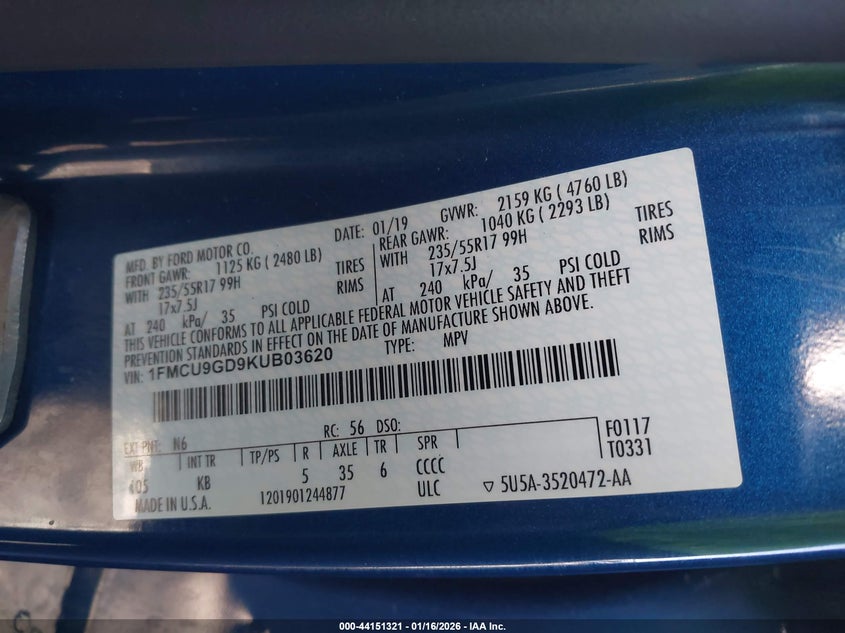 MFD. BY FORD MOTOR CO.
DATE: 01/19 GVWR: 2159 KG ( 4760 LB)
FRONT GAWR: 1125 KG ( 2480 LB)
WITH 235/55R17 99H TIRES
17x7.5J RIMS
AT 240 kPa/ 35 PSI COLD
REAR GAWR: 1040 KG ( 2293 LB)
WITH 235/55R17 99H TIRES
17x7.5J RIMS
AT 240 kPa/ 35 PSI COLD
THIS VEHICLE CONFORMS TO ALL APPLICABLE FEDERAL MOTOR VEHICLE SAFETY AND THEFT
PREVENTION STANDARDS IN EFFECT ON THE DATE OF MANUFACTURE SHOWN ABOVE.
VIN: 1FMCU9GD9KUB03620 TYPE: MPV
EXT PNT: N6 RC: 56 DSO: F0117
WB INT TR TP/PS R AXLE TR SPR T0331
105 KB 5 35 6 CCCC
MADE IN U.S.A. 1201901244877 ULC ▽ 5U5A-3520472-AA
000-44151321 | 01/16/2026 - IAA Inc.